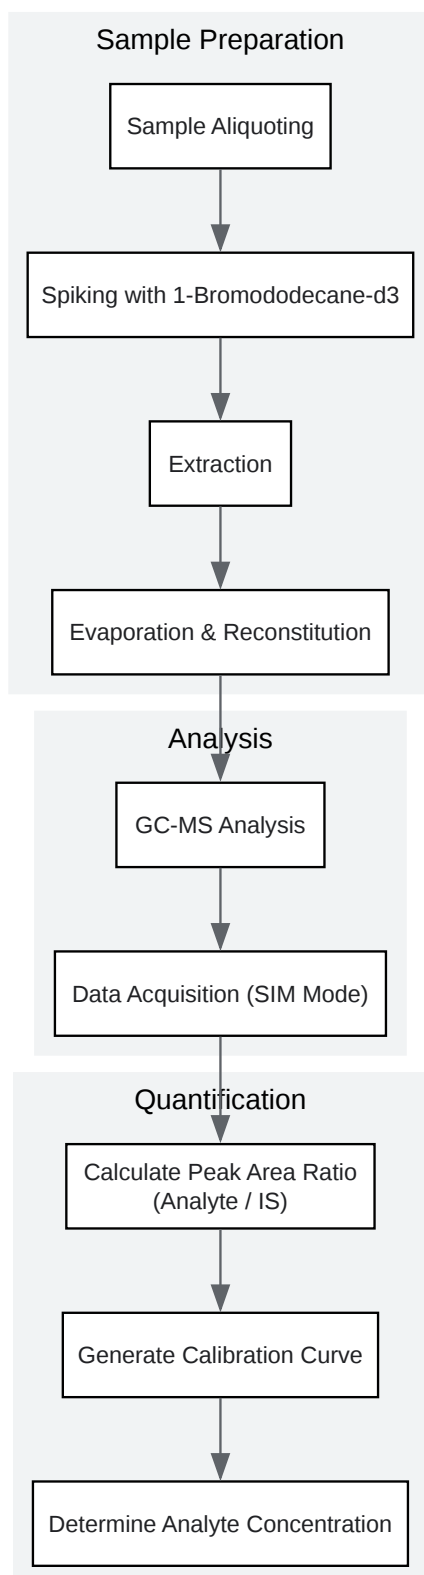 Sample Preparation
Sample Aliquoting
Spiking with 1-Bromododecane-d3
Extraction
Evaporation & Reconstitution
Analysis
GC-MS Analysis
Data Acquisition (SIM Mode)
Quantification
Calculate Peak Area Ratio
(Analyte / IS)
Generate Calibration Curve
Determine Analyte Concentration